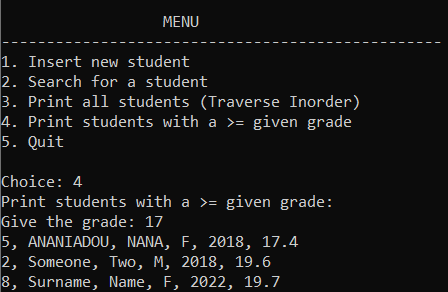 MENU
------------------------------------------------
1. Insert new student
2. Search for a student
3. Print all students (Traverse Inorder)
4. Print students with a >= given grade
5. Quit
Choice: 4
Print students with a >= given grade:
Give the grade: 17
5, ANANIADOU, NANA, F, 2018, 17.4
2, Someone, Two, M, 2018, 19.6
8, Surname, Name, F, 2022, 19.7